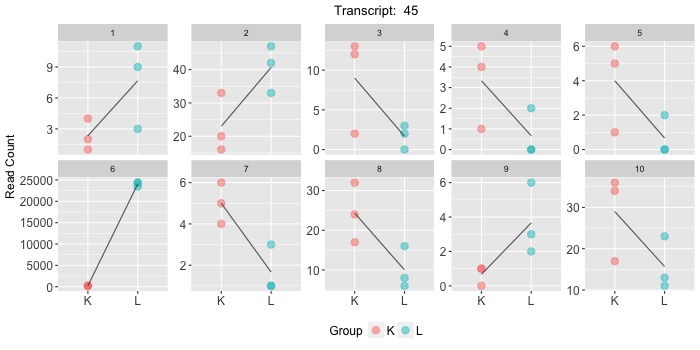 Transcript: 45
1 2 3 4 5
9 40 10 5 6
6 30 5 4 4
3 20 0 3 2
2 0
1
0
Read Count
6 7 8 9 10
25000 6 30 6 30
20000 4 20 4 20
15000 2 10 2 10
10000 0
5000
0
K L K L K L K L K L
Group K L